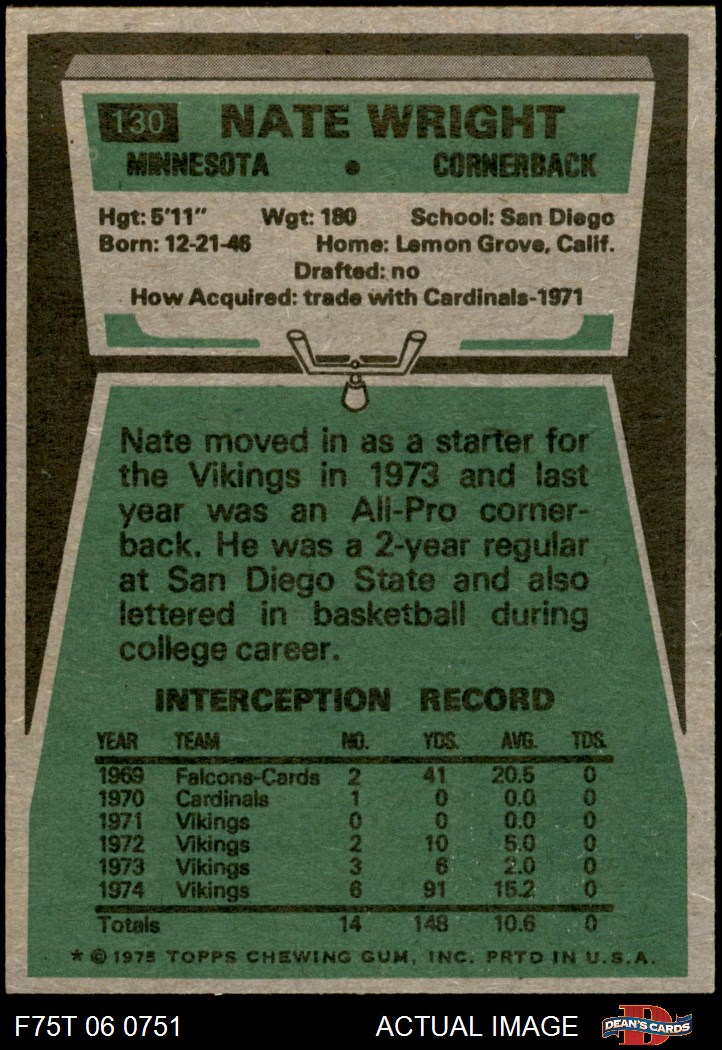 130 NATE WRIGHT
MINNESOTA • CORNERBACK
Hgt: 5'11" Wgt: 180 School: San Diego
Born: 12-21-46 Home: Lemon Grove, Calif.
Drafted: no
How Acquired: trade with Cardinals-1971
Nate moved in as a starter for
the Vikings in 1973 and last
year was an All-Pro corner-
back. He was a 2-year regular
at San Diego State and also
lettered in basketball during
college career.
INTERCEPTION RECORD
YEAR TEAM NO. YDS. AVG. TDS.
1969 Falcons-Cards 2 41 20.5 0
1970 Cardinals 1 0 0.0 0
1971 Vikings 0 0 0.0 0
1972 Vikings 2 10 5.0 0
1973 Vikings 3 6 2.0 0
1974 Vikings 6 91 15.2 0
Totals 14 148 10.6 0
* © 1975 TOPPS CHEWING GUM, INC. PRTD IN U.S.A.
F75T 06 0751 ACTUAL IMAGE D DEAN'S CARDS